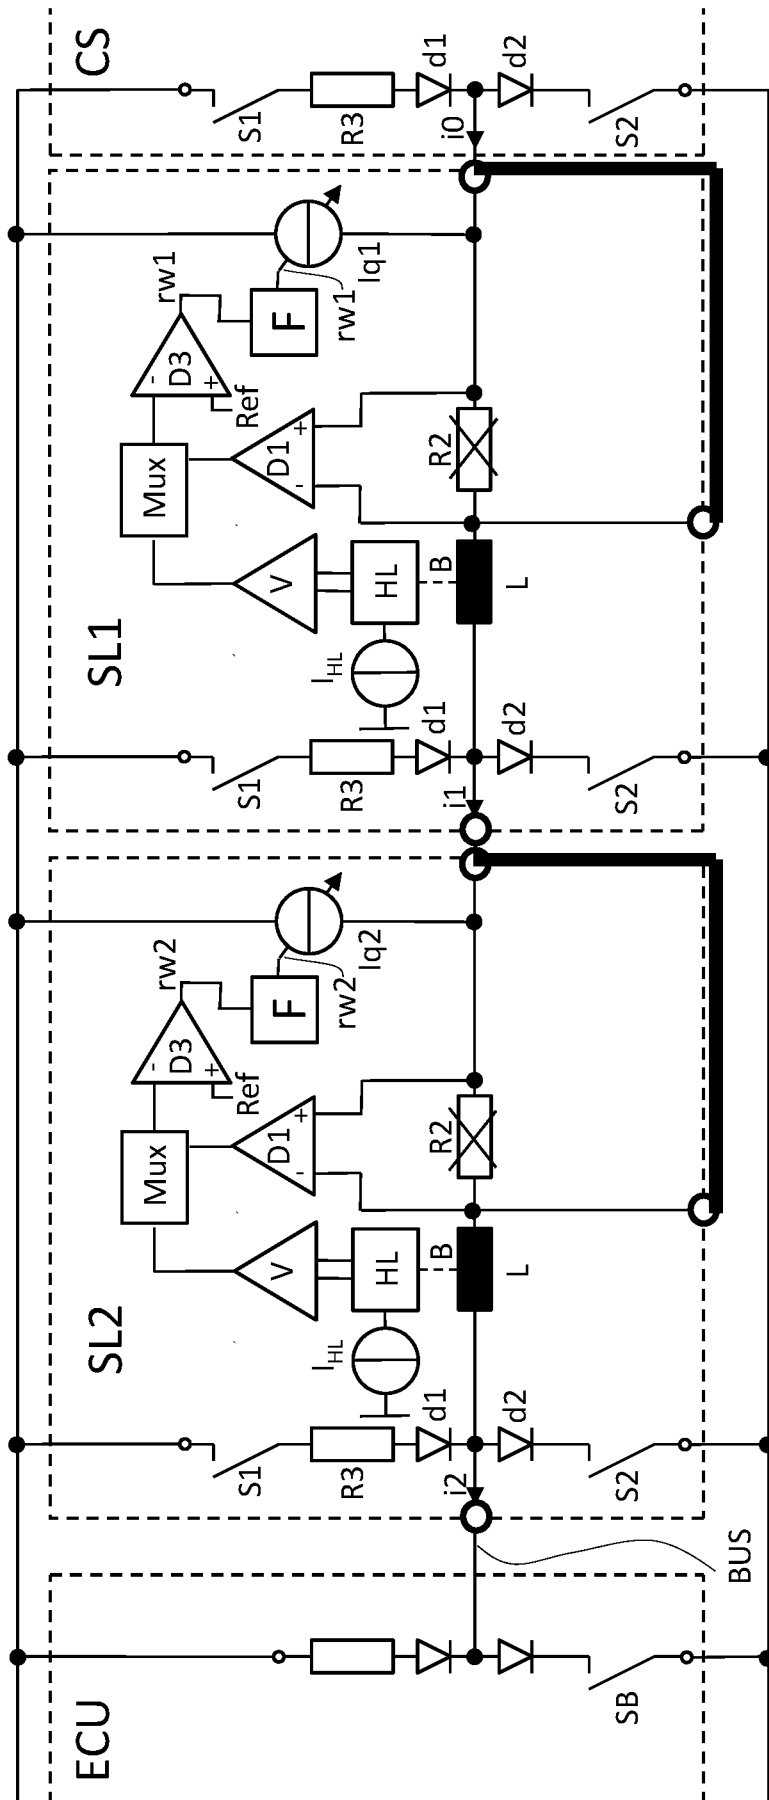 CS
S1
R3
d1
d2
S2
i0
rw1
D3
-
+
Ref
F
rw1
Iq1
Mux
D1
-
+
R2
SL1
V
HL
B
L
I_HL
S1
R3
d1
d2
S2
i1
rw2
D3
-
+
Ref
F
rw2
Iq2
Mux
D1
-
+
R2
SL2
V
HL
B
L
I_HL
S1
R3
d1
d2
S2
i2
BUS
ECU
SB